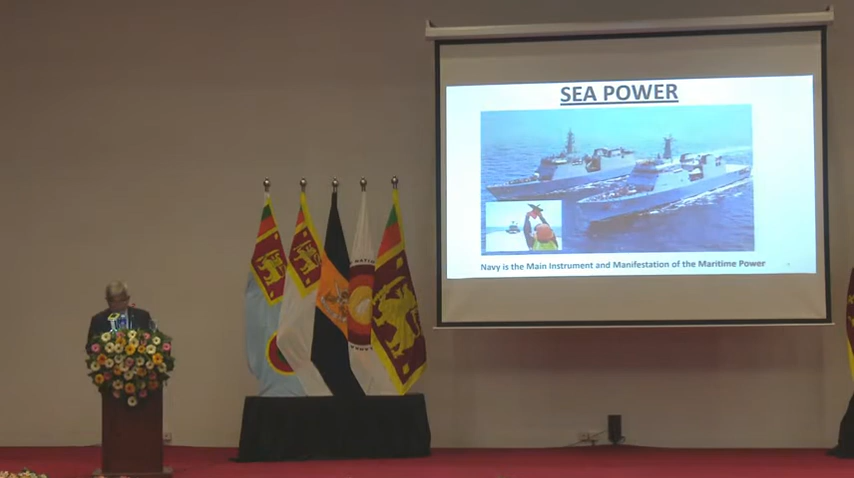 SEA POWER
Navy is the Main Instrument and Manifestation of the Maritime Power